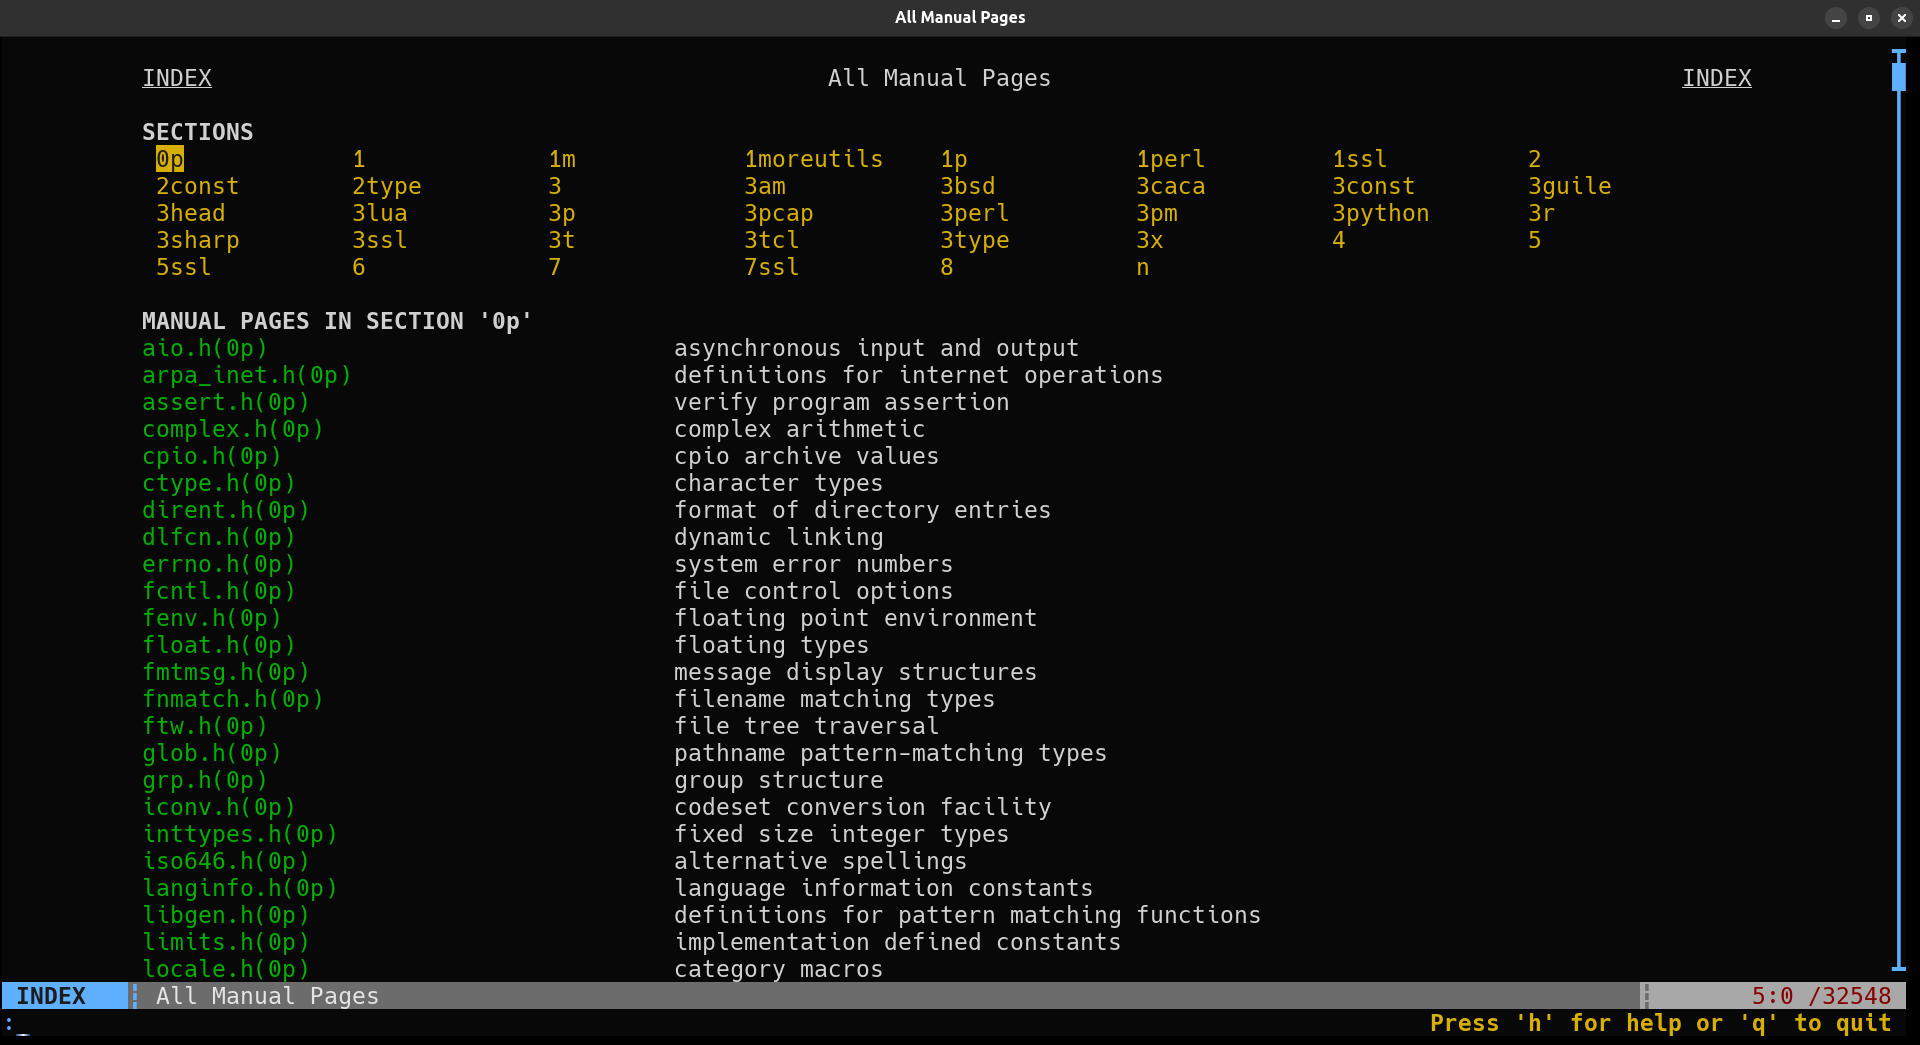 All Manual Pages
INDEX All Manual Pages INDEX
SECTIONS
0p 1 1m 1moreutils 1p 1perl 1ssl 2
2const 2type 3 3am 3bsd 3caca 3const 3guile
3head 3lua 3p 3pcap 3perl 3pm 3python 3r
3sharp 3ssl 3t 3tcl 3type 3x 4 5
5ssl 6 7 7ssl 8 n
MANUAL PAGES IN SECTION '0p'
aio.h(0p) asynchronous input and output
arpa_inet.h(0p) definitions for internet operations
assert.h(0p) verify program assertion
complex.h(0p) complex arithmetic
cpio.h(0p) cpio archive values
ctype.h(0p) character types
dirent.h(0p) format of directory entries
dlfcn.h(0p) dynamic linking
errno.h(0p) system error numbers
fcntl.h(0p) file control options
fenv.h(0p) floating point environment
float.h(0p) floating types
fmtmsg.h(0p) message display structures
fnmatch.h(0p) filename matching types
ftw.h(0p) file tree traversal
glob.h(0p) pathname pattern-matching types
grp.h(0p) group structure
iconv.h(0p) codeset conversion facility
inttypes.h(0p) fixed size integer types
iso646.h(0p) alternative spellings
langinfo.h(0p) language information constants
libgen.h(0p) definitions for pattern matching functions
limits.h(0p) implementation defined constants
locale.h(0p) category macros
INDEX All Manual Pages 5:0 /32548
:_ Press 'h' for help or 'q' to quit